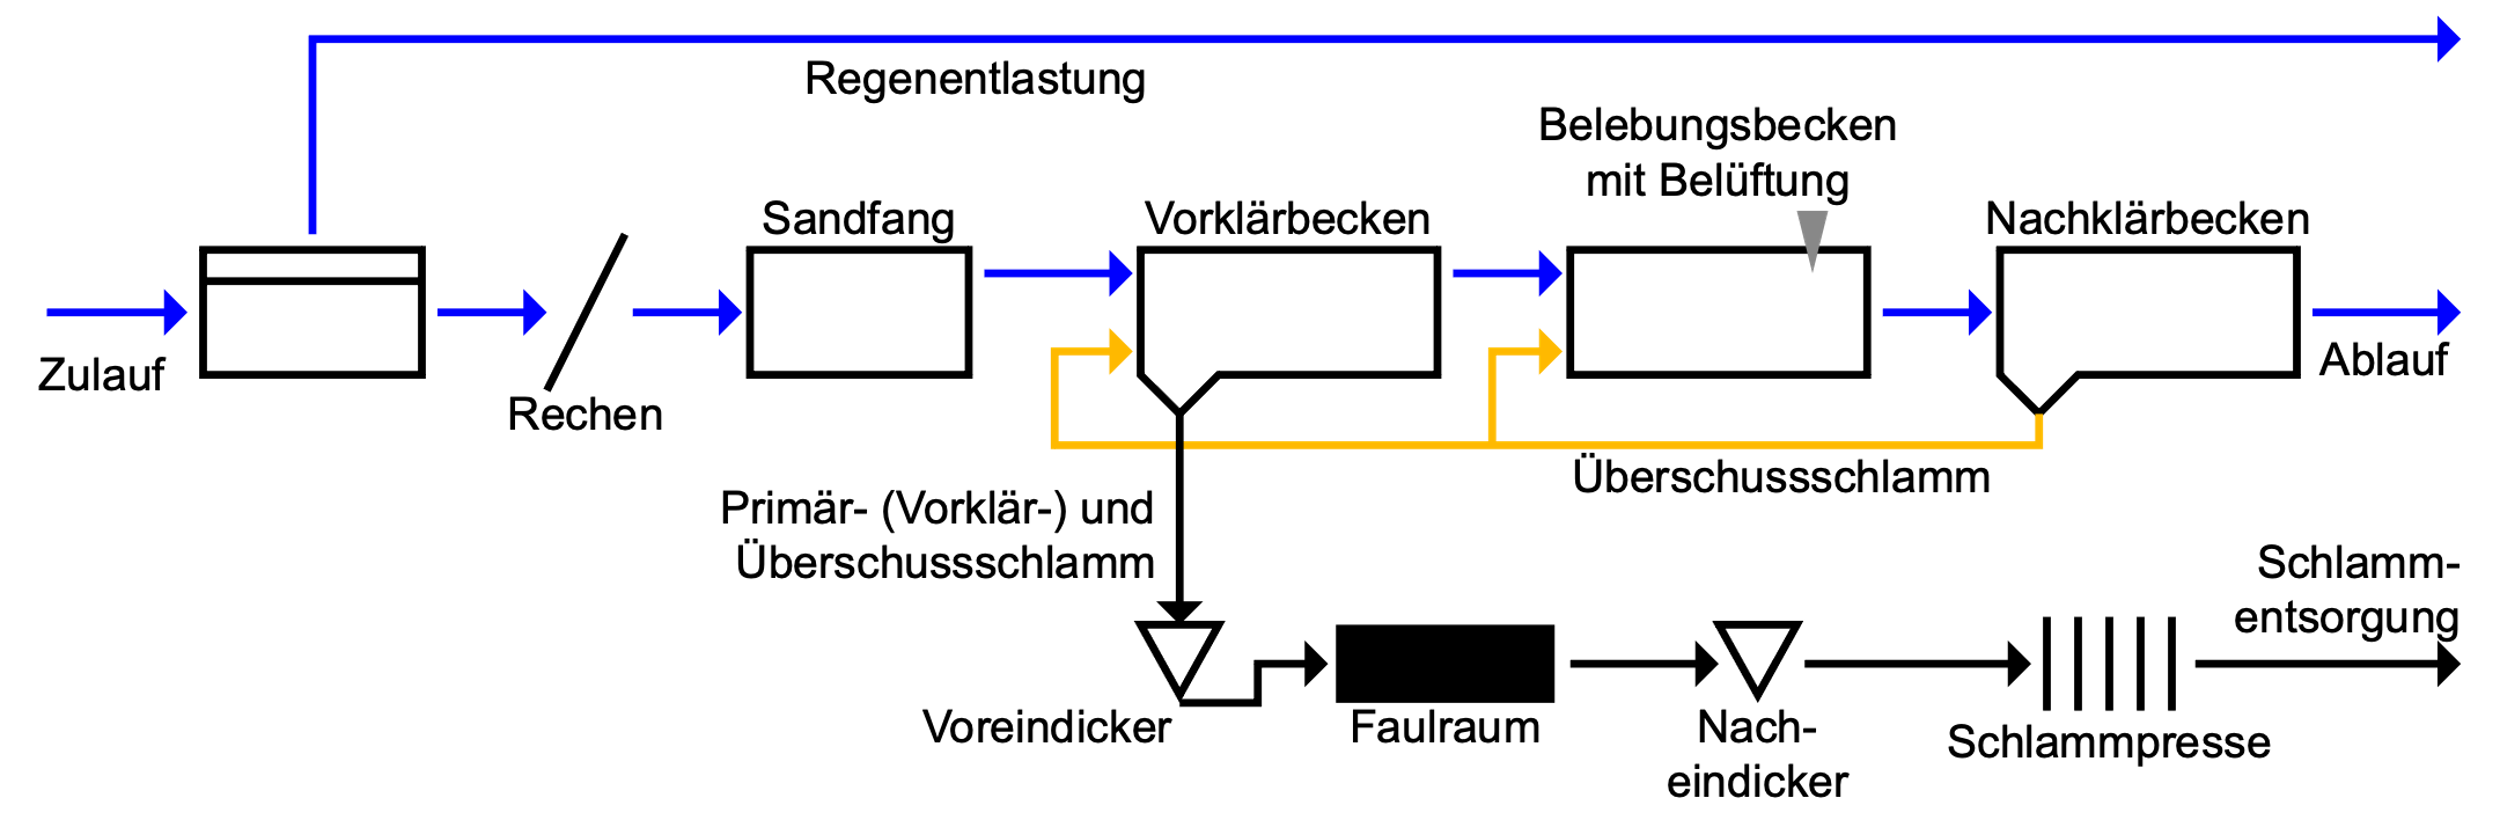 Regenentlastung
Belebungsbecken
mit Belüftung
Sandfang
Vorklärbecken
Nachklärbecken
Zulauf
Rechen
Ablauf
Überschussschlamm
Primär- (Vorklär-) und
Überschussschlamm
Schlamm-
entsorgung
Voreindicker
Faulraum
Nach-
eindicker
Schlammpresse